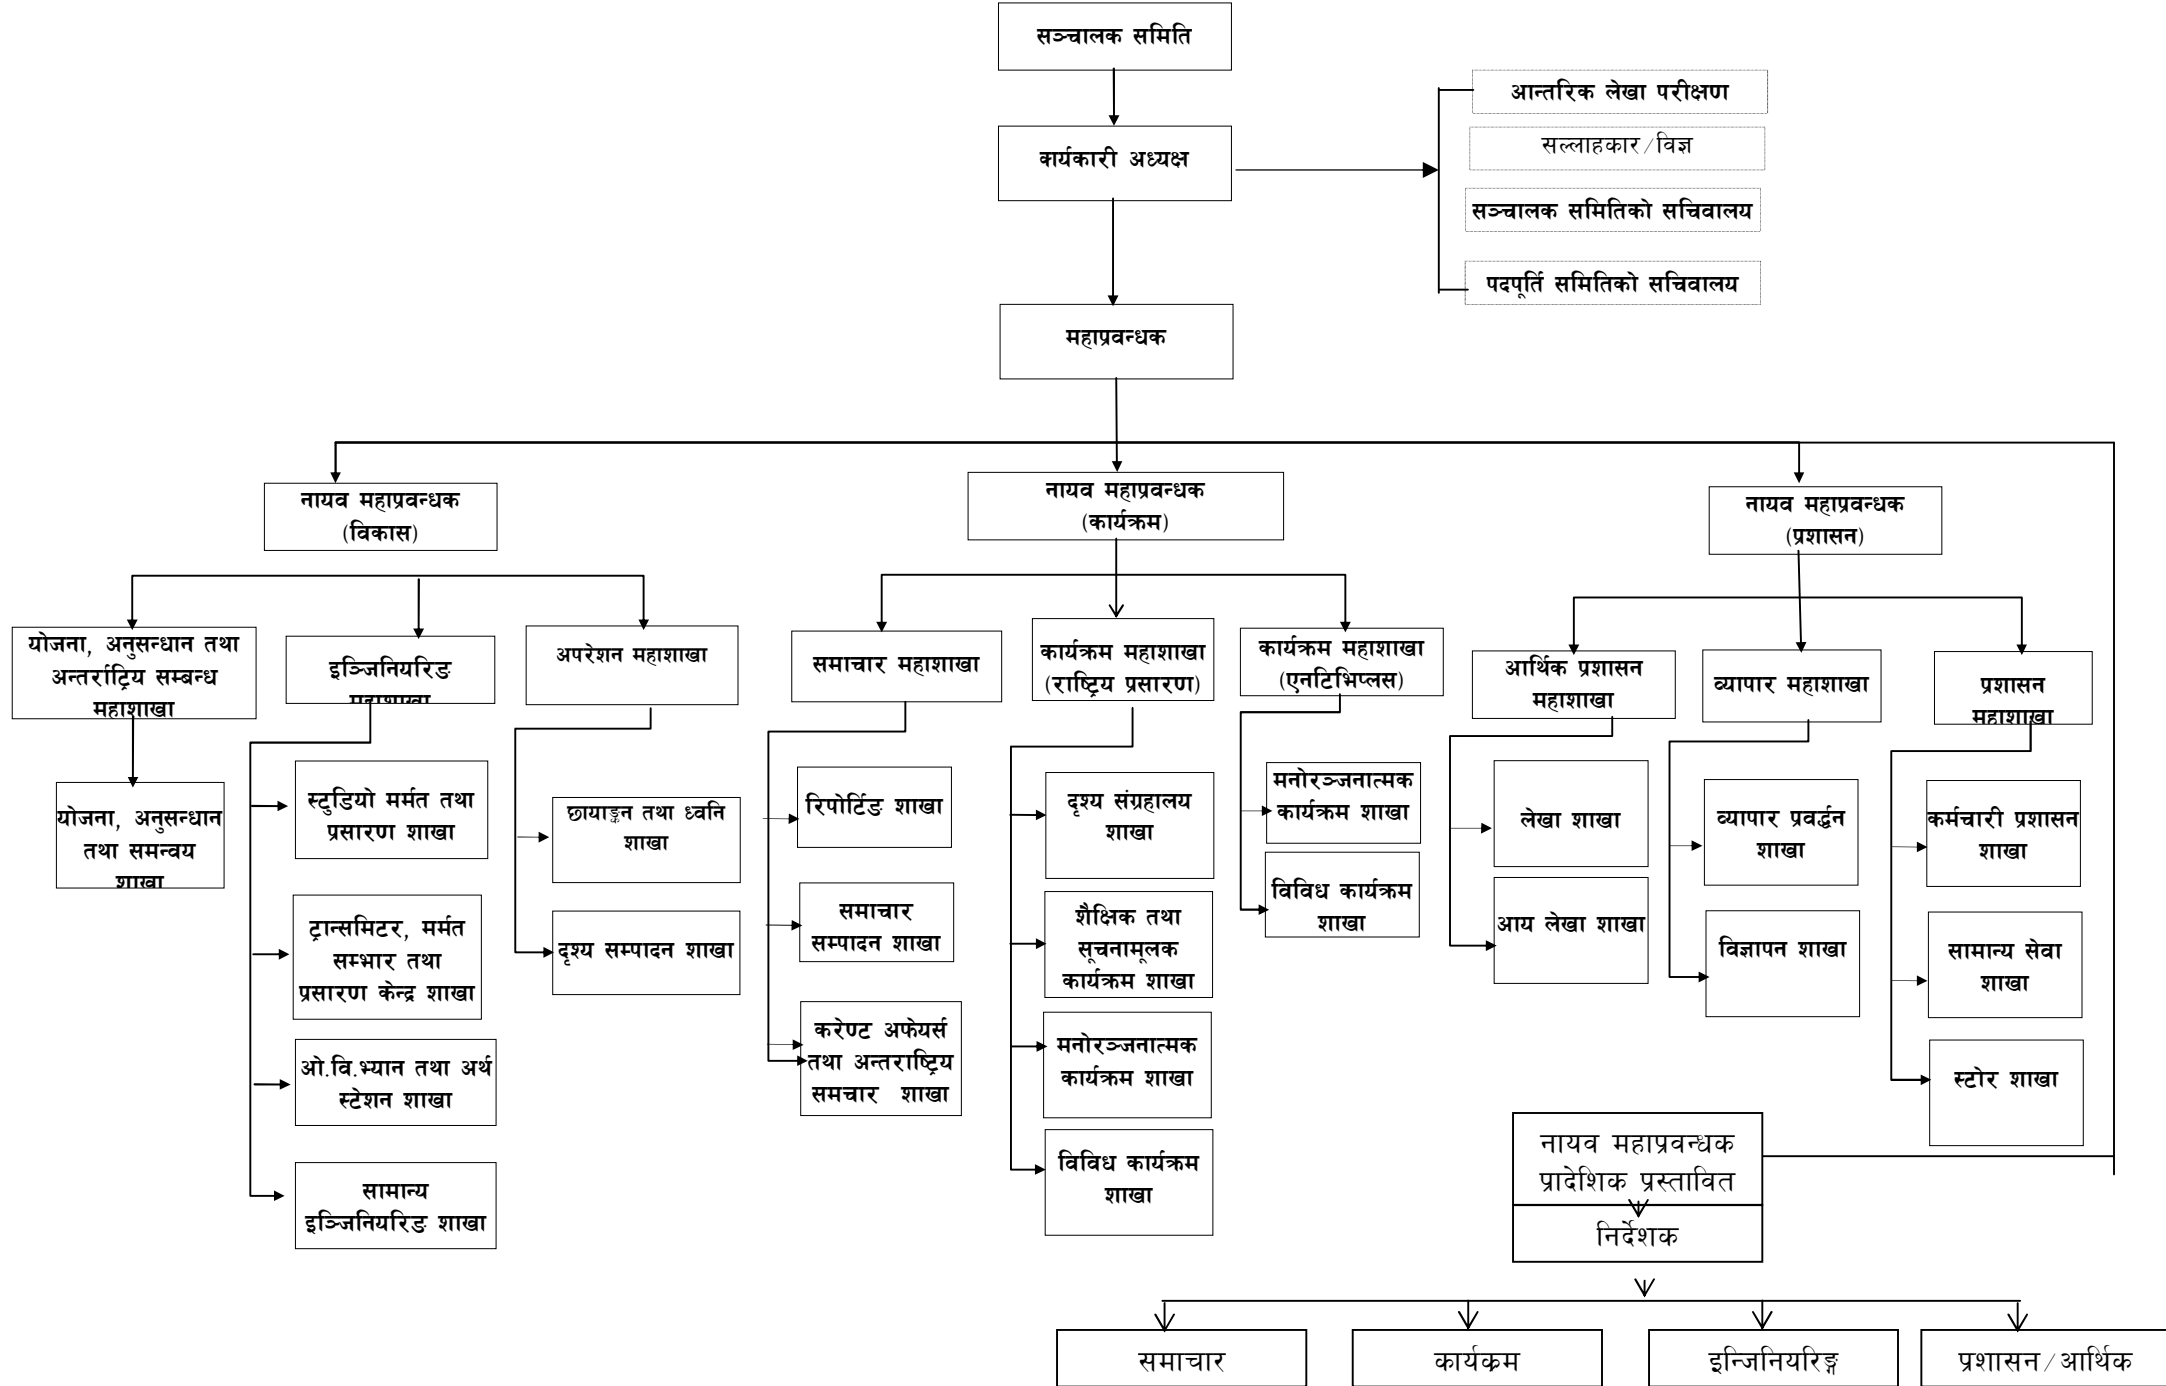 सञ्चालक समिति
कार्यकारी अध्यक्ष
आन्तरिक लेखा परीक्षण
सल्लाहकार/विज्ञ
सञ्चालक समितिको सचिवालय
पदपूर्ति समितिको सचिवालय
महाप्रवन्धक
नायव महाप्रवन्धक
(विकास)
नायव महाप्रवन्धक
(कार्यक्रम)
नायव महाप्रवन्धक
(प्रशासन)
योजना, अनुसन्धान तथा
अन्तर्राट्रिय सम्बन्ध
महाशाखा
इञ्जिनियरिङ
महाशाखा
अपरेशन महाशाखा
समाचार महाशाखा
कार्यक्रम महाशाखा
(राष्ट्रिय प्रसारण)
कार्यक्रम महाशाखा
(एनटिभिप्लस)
आर्थिक प्रशासन
महाशाखा
व्यापार महाशाखा
प्रशासन
महाशाखा
योजना, अनुसन्धान
तथा समन्वय
शाखा
स्टुडियो मर्मत तथा
प्रसारण शाखा
ट्रान्समिटर, मर्मत
सम्भार तथा
प्रसारण केन्द्र शाखा
ओ.वि.भ्यान तथा अर्थ
स्टेशन शाखा
सामान्य
इञ्जिनियरिङ शाखा
छायाङ्कन तथा ध्वनि
शाखा
दृश्य सम्पादन शाखा
रिपोर्टिङ शाखा
समाचार
सम्पादन शाखा
करेण्ट अफेयर्स
तथा अन्तराष्ट्रिय
समचार शाखा
दृश्य संग्रहालय
शाखा
शैक्षिक तथा
सूचनामूलक
कार्यक्रम शाखा
मनोरञ्जनात्मक
कार्यक्रम शाखा
विविध कार्यक्रम
शाखा
मनोरञ्जनात्मक
कार्यक्रम शाखा
विविध कार्यक्रम
शाखा
लेखा शाखा
आय लेखा शाखा
व्यापार प्रवर्द्धन
शाखा
विज्ञापन शाखा
कर्मचारी प्रशासन
शाखा
सामान्य सेवा
शाखा
स्टोर शाखा
नायव महाप्रवन्धक
प्रादेशिक प्रस्तावित
निर्देशक
समाचार
कार्यक्रम
इन्जिनियरिङ्ग
प्रशासन/आर्थिक